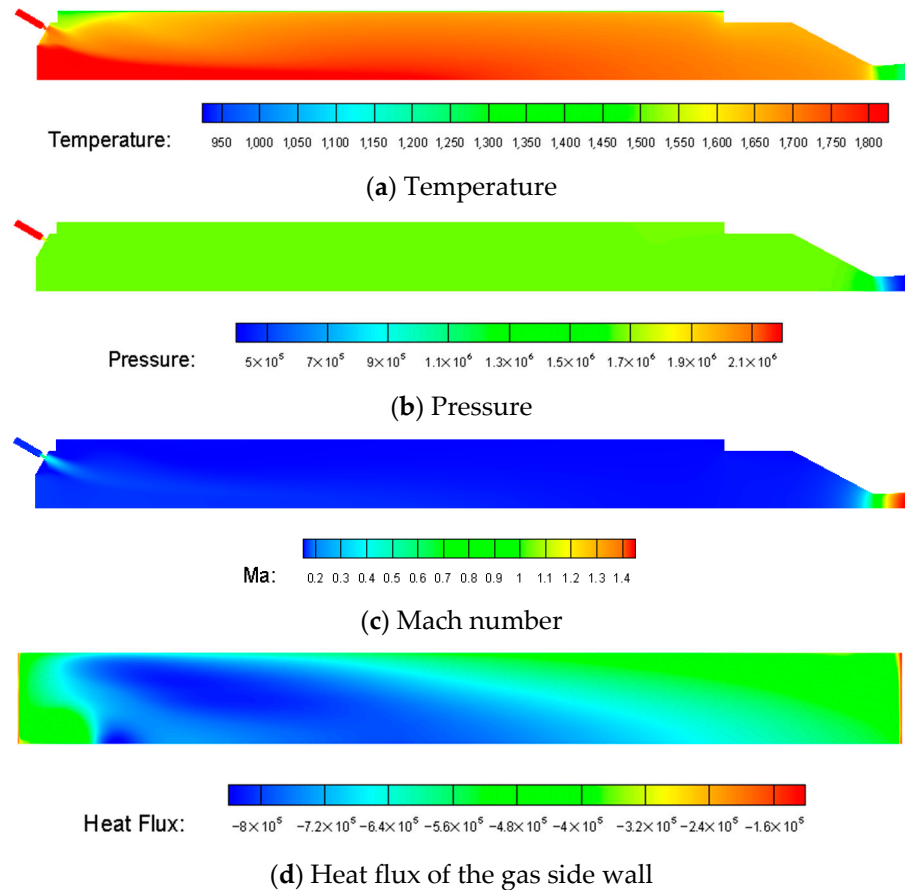 950 1,000 1,050 1,100 1,150 1,200 1,250 1,300 1,350 1,400 1,450 1,500 1,550 1,600 1,650 1,700 1,750 1,800
Temperature:
(a) Temperature
5×10⁵ 7×10⁵ 9×10⁵ 1.1×10⁶ 1.3×10⁶ 1.5×10⁶ 1.7×10⁶ 1.9×10⁶ 2.1×10⁶
Pressure:
(b) Pressure
Ma: 0.2 0.3 0.4 0.5 0.6 0.7 0.8 0.9 1 1.1 1.2 1.3 1.4
(c) Mach number
Heat Flux: −8×10⁵ −7.2×10⁵ −6.4×10⁵ −5.6×10⁵ −4.8×10⁵ −4×10⁵ −3.2×10⁵ −2.4×10⁵ −1.6×10⁵
(d) Heat flux of the gas side wall